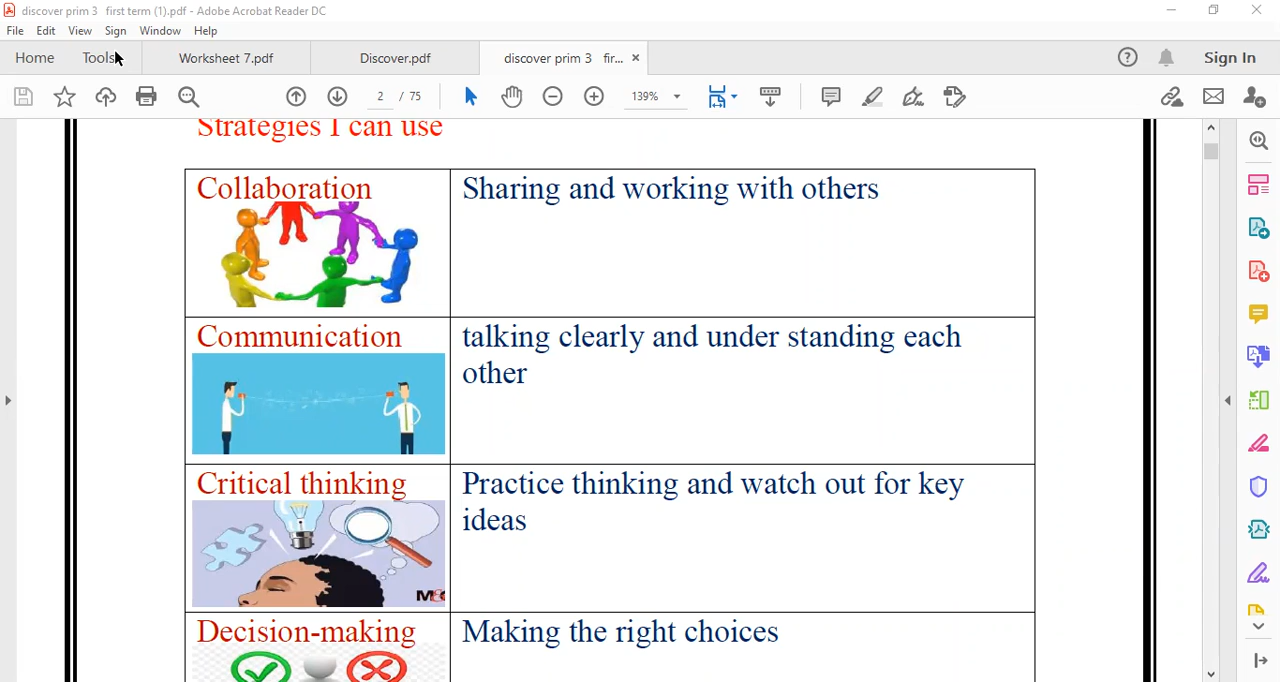 discover prim 3 first term (1).pdf - Adobe Acrobat Reader DC
File Edit View Sign Window Help
Home Tools Worksheet 7.pdf Discover.pdf discover prim 3 fir... Sign In
2 / 75 139%
Strategies I can use
Collaboration Sharing and working with others
Communication talking clearly and under standing each
other
Critical thinking Practice thinking and watch out for key
ideas
Decision-making Making the right choices